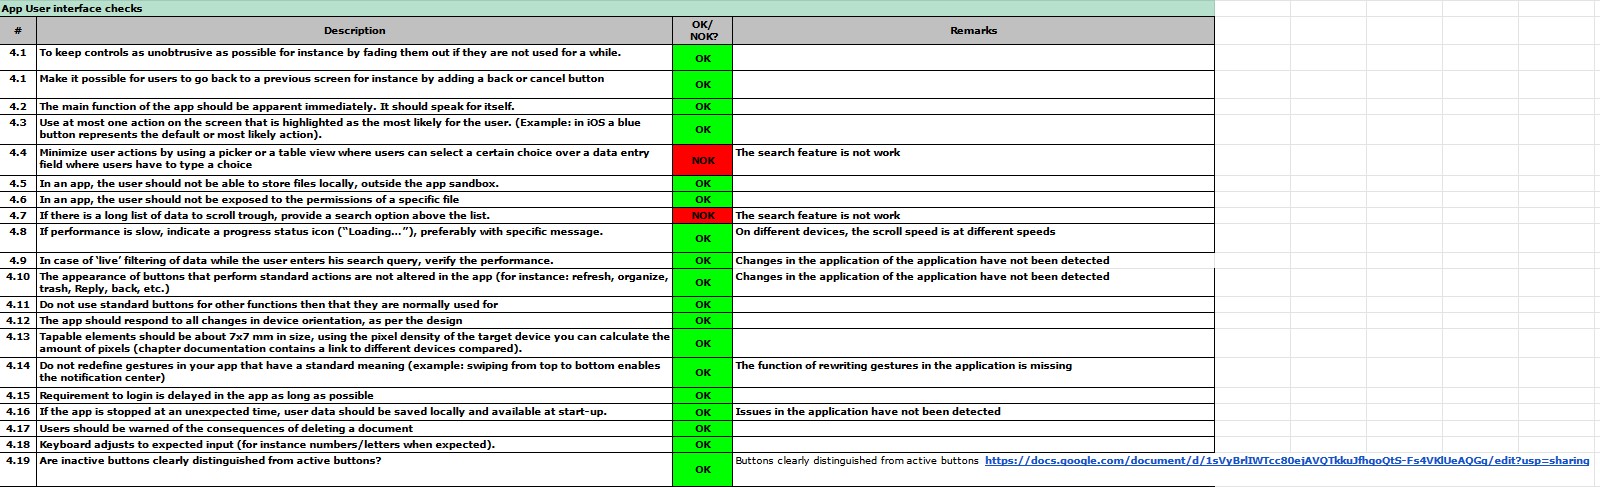 App User interface checks
# Description OK/ NOK? Remarks
4.1 To keep controls as unobtrusive as possible for instance by fading them out if they are not used for a while. OK
4.1 Make it possible for users to go back to a previous screen for instance by adding a back or cancel button OK
4.2 The main function of the app should be apparent immediately. It should speak for itself. OK
4.3 Use at most one action on the screen that is highlighted as the most likely for the user. (Example: in iOS a blue
button represents the default or most likely action). OK
4.4 Minimize user actions by using a picker or a table view where users can select a certain choice over a data entry
field where users have to type a choice NOK The search feature is not work
4.5 In an app, the user should not be able to store files locally, outside the app sandbox. OK
4.6 In an app, the user should not be exposed to the permissions of a specific file OK
4.7 If there is a long list of data to scroll trough, provide a search option above the list. NOK The search feature is not work
4.8 If performance is slow, indicate a progress status icon (“Loading…”), preferably with specific message. OK On different devices, the scroll speed is at different speeds
4.9 In case of ‘live’ filtering of data while the user enters his search query, verify the performance. OK Changes in the application of the application have not been detected
4.10 The appearance of buttons that perform standard actions are not altered in the app (for instance: refresh, organize,
trash, Reply, back, etc.) OK Changes in the application of the application have not been detected
4.11 Do not use standard buttons for other functions then that they are normally used for OK
4.12 The app should respond to all changes in device orientation, as per the design OK
4.13 Tapable elements should be about 7x7 mm in size, using the pixel density of the target device you can calculate the
amount of pixels (chapter documentation contains a link to different devices compared). OK
4.14 Do not redefine gestures in your app that have a standard meaning (example: swiping from top to bottom enables
the notification center) OK The function of rewriting gestures in the application is missing
4.15 Requirement to login is delayed in the app as long as possible OK
4.16 If the app is stopped at an unexpected time, user data should be saved locally and available at start-up. OK Issues in the application have not been detected
4.17 Users should be warned of the consequences of deleting a document OK
4.18 Keyboard adjusts to expected input (for instance numbers/letters when expected). OK
4.19 Are inactive buttons clearly distinguished from active buttons? OK Buttons clearly distinguished from active buttons